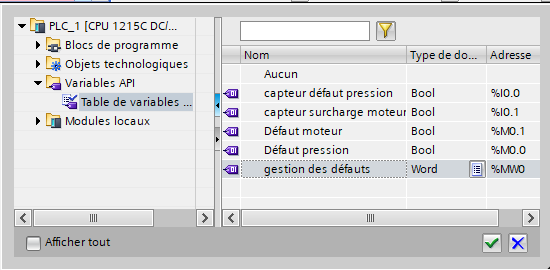 PLC_1 [CPU 1215C DC/...
Blocs de programme
Objets technologiques
Variables API
Table de variables ...
Modules locaux
Nom Type de do... Adresse
Aucun
capteur défaut pression Bool %I0.0
capteur surcharge moteur Bool %I0.1
Défaut moteur Bool %M0.1
Défaut pression Bool %M0.0
gestion des défauts Word %MW0
Afficher tout